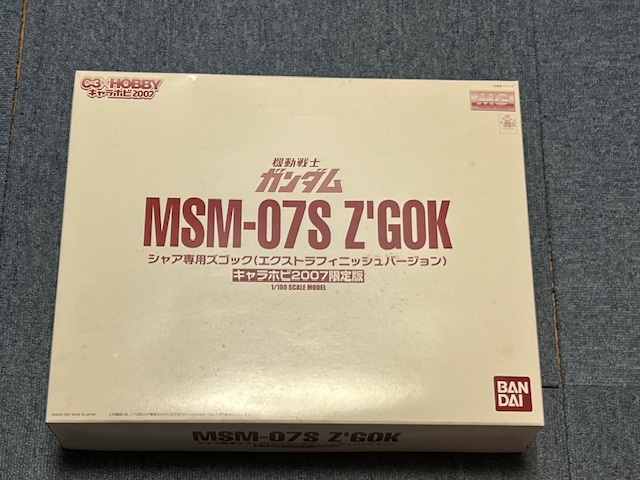 C3×HOBBY
キャラホビ2007
MG
機動戦士
ガンダム
MSM-07S Z'GOK
シャア専用ズゴック(エクストラフィニッシュバージョン)
キャラホビ2007限定版
1/100 SCALE MODEL
BAN
DAI
MSM-07S Z'GOK